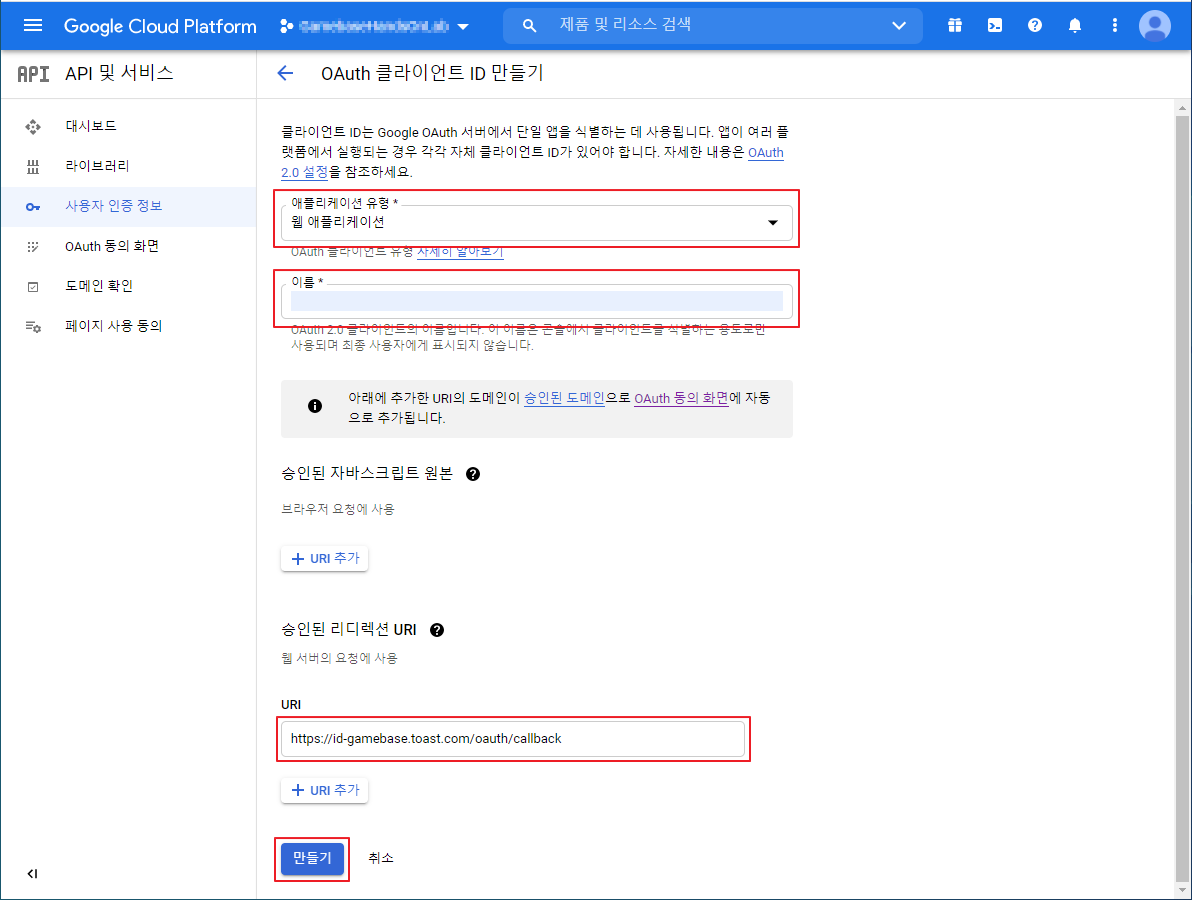 Google Cloud Platform
제품 및 리소스 검색
API API 및 서비스
OAuth 클라이언트 ID 만들기
대시보드
라이브러리
사용자 인증 정보
OAuth 동의 화면
도메인 확인
페이지 사용 동의
클라이언트 ID는 Google OAuth 서버에서 단일 앱을 식별하는 데 사용됩니다. 앱이 여러 플
랫폼에서 실행되는 경우 각각 자체 클라이언트 ID가 있어야 합니다. 자세한 내용은 OAuth
2.0 설정을 참조하세요.
애플리케이션 유형 *
웹 애플리케이션
OAuth 클라이언트 유형 자세히 알아보기
이름 *
OAuth 2.0 클라이언트의 이름입니다. 이 이름은 콘솔에서 클라이언트를 식별하는 용도로만
사용되며 최종 사용자에게 표시되지 않습니다.
아래에 추가한 URI의 도메인이 승인된 도메인으로 OAuth 동의 화면에 자동
으로 추가됩니다.
승인된 자바스크립트 원본
브라우저 요청에 사용
+ URI 추가
승인된 리디렉션 URI
웹 서버의 요청에 사용
URI
https://id-gamebase.toast.com/oauth/callback
+ URI 추가
만들기
취소